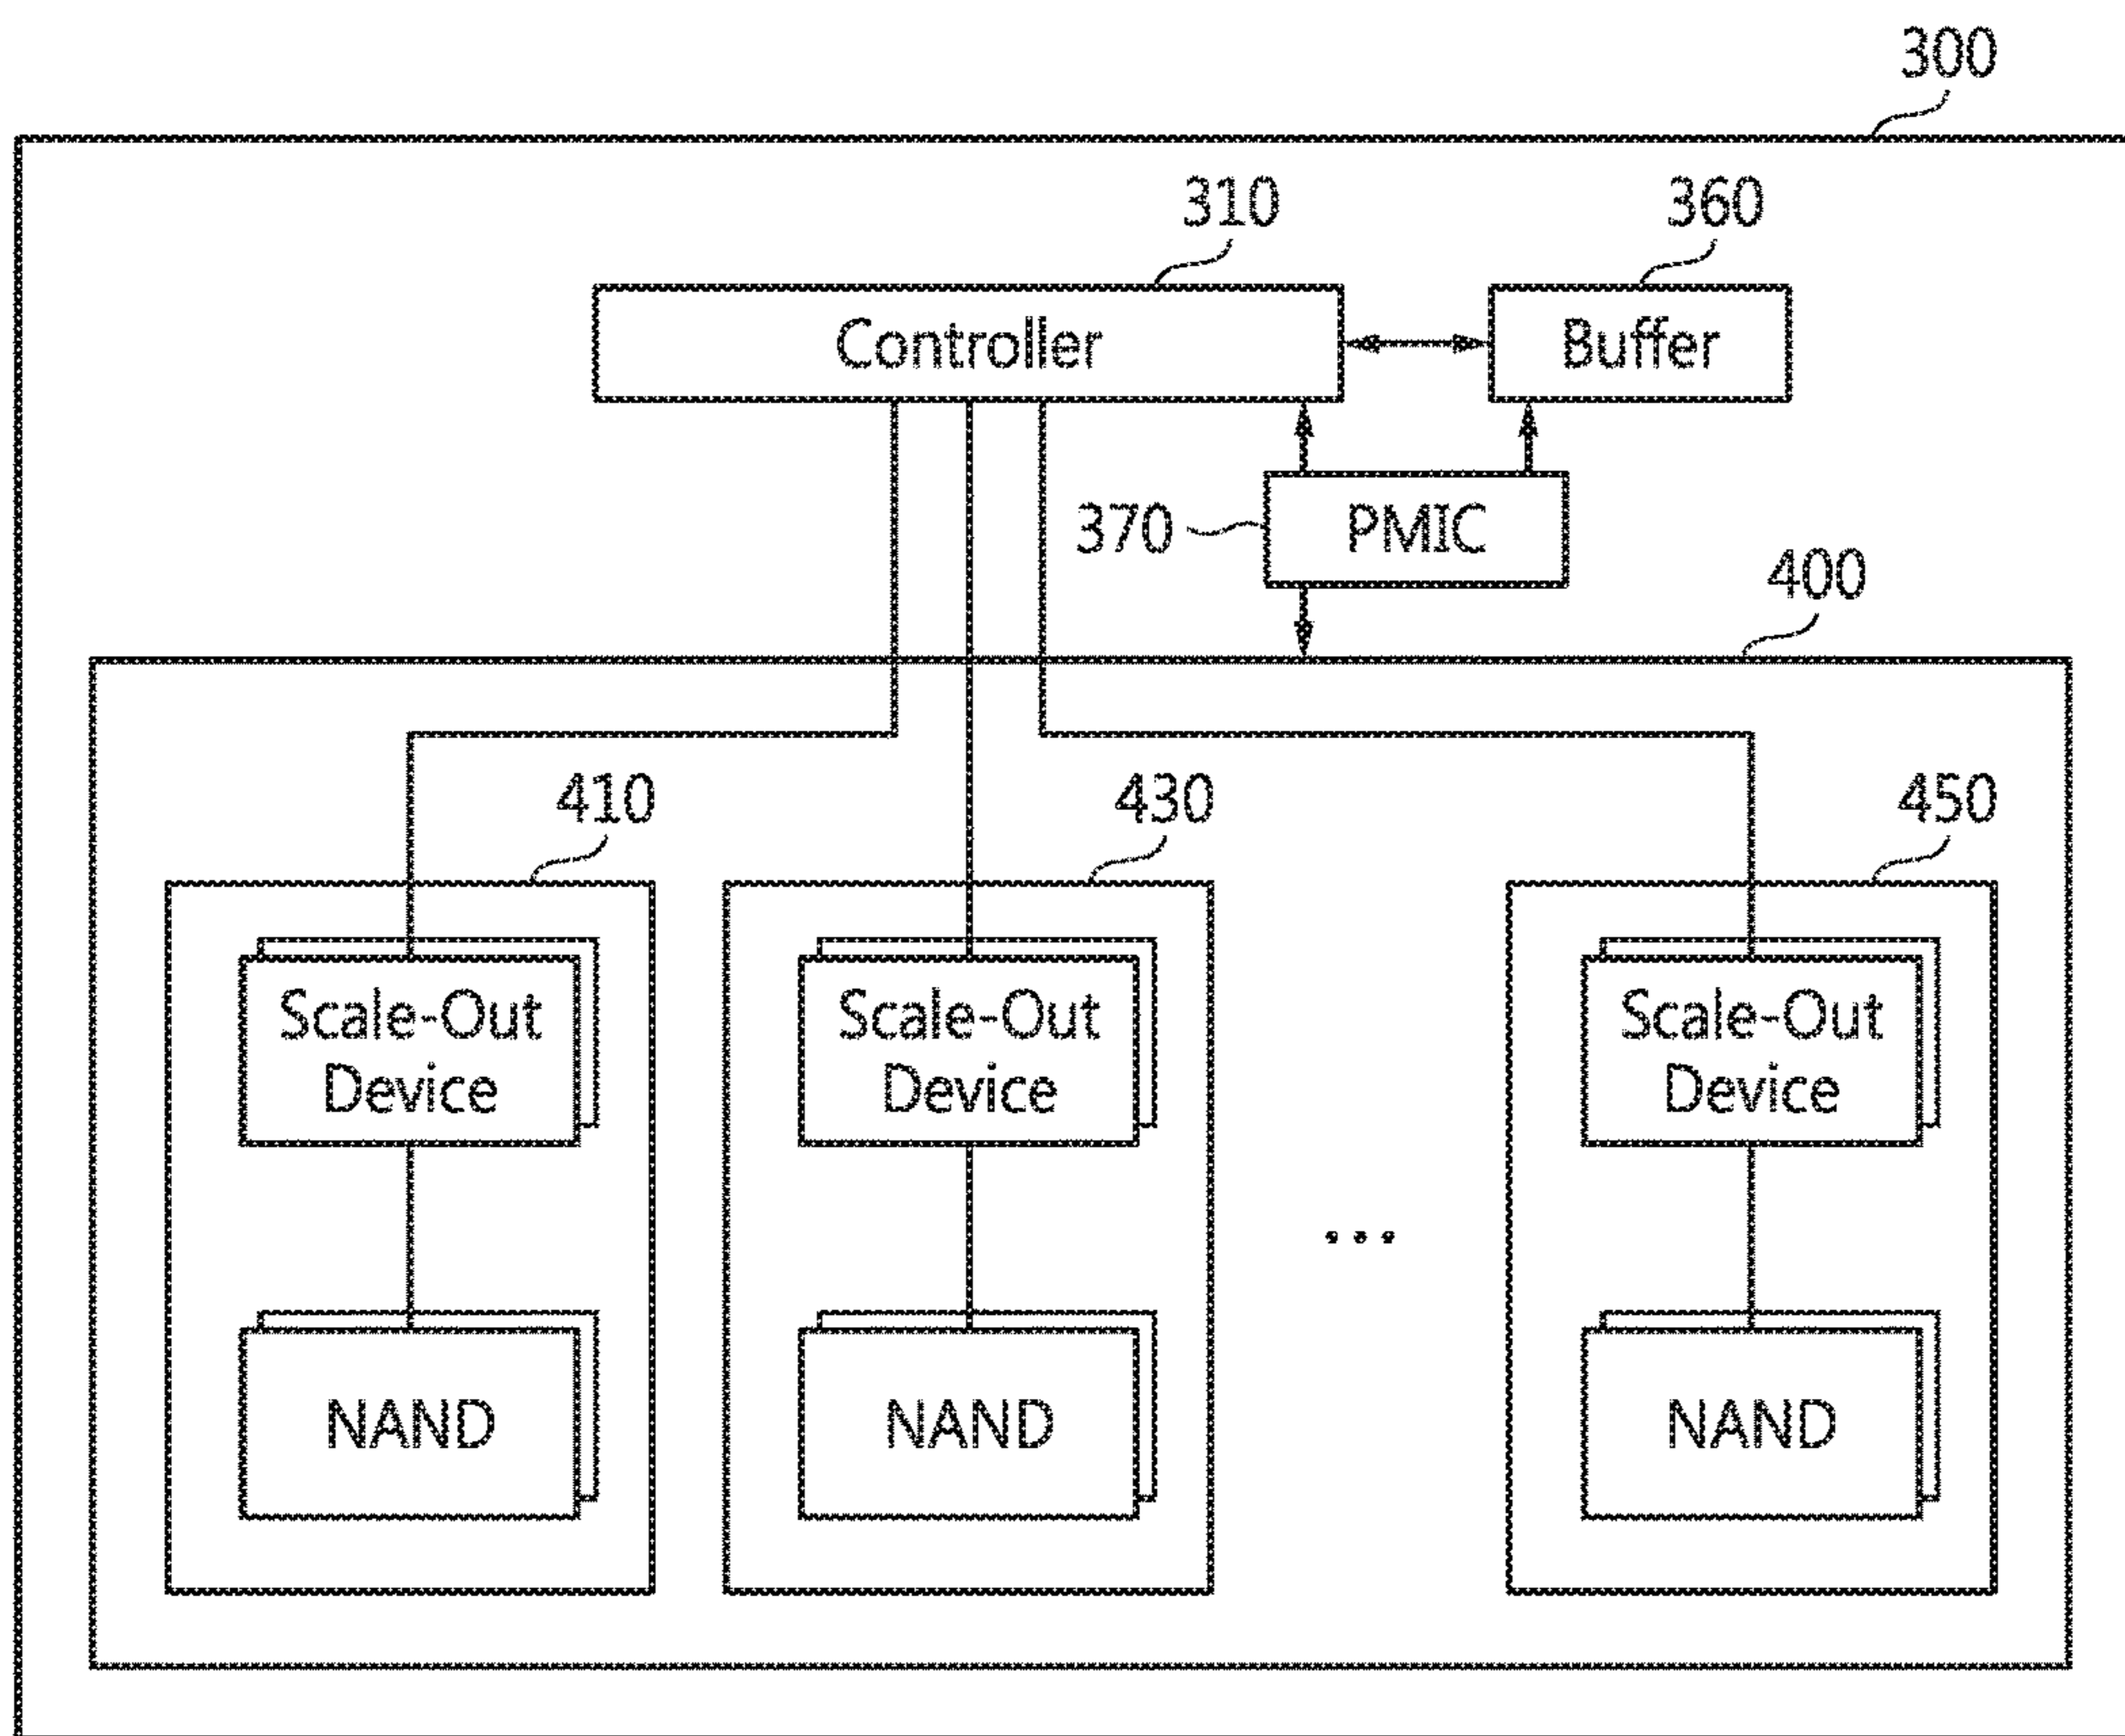 300
310
360
Controller
Buffer
370
PMIC
400
410
430
450
Scale-Out
Device
Scale-Out
Device
Scale-Out
Device
...
NAND
NAND
NAND